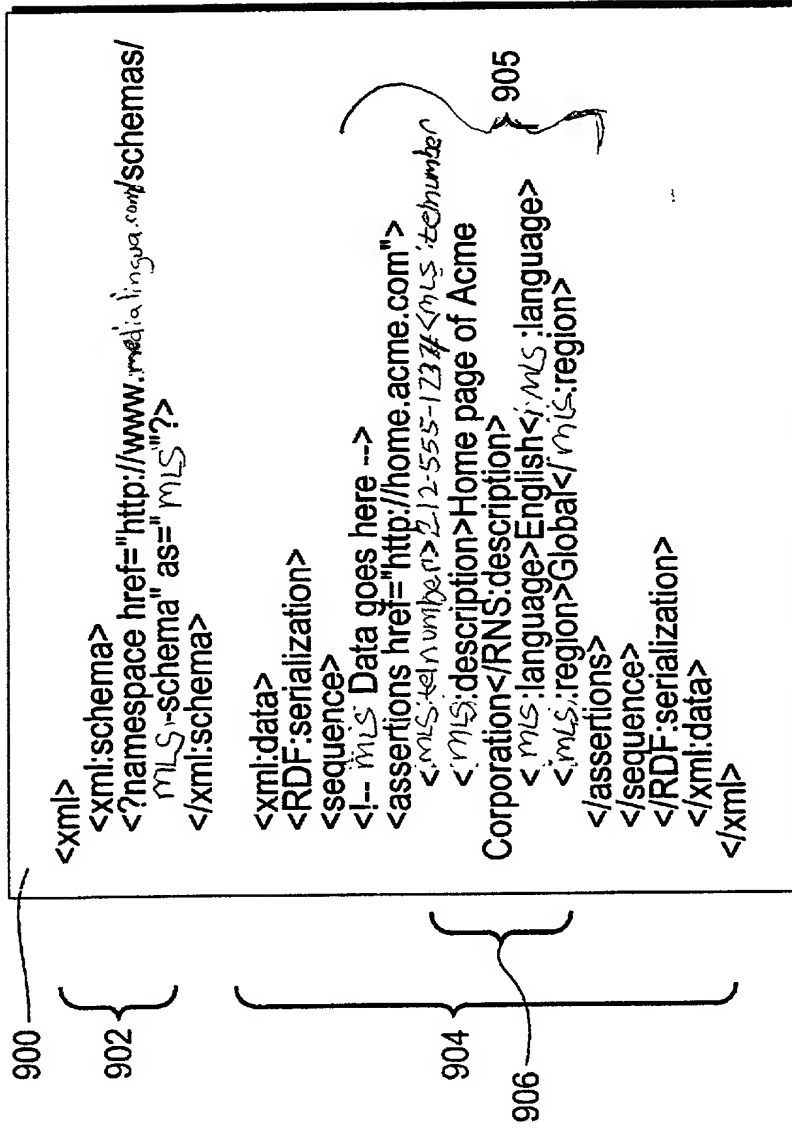 900
902
904
906
905
<xml>
<xml:schema>
<?namespace href="http://www.medialingua.com/schemas/
MLS-schema" as="MLS"?>
</xml:schema>
<xml:data>
<RDF:serialization>
<sequence>
<!-- MLS Data goes here -->
<assertions href="http://home.acme.com">
<MLS:telnumber>212-555-1237#<MLS:telnumber
<MLS:description>Home page of Acme
Corporation</RNS:description>
<MLS:language>English</MLS:language>
<MLS:region>Global</MLS:region>
</assertions>
</sequence>
</RDF:serialization>
</xml:data>
</xml>